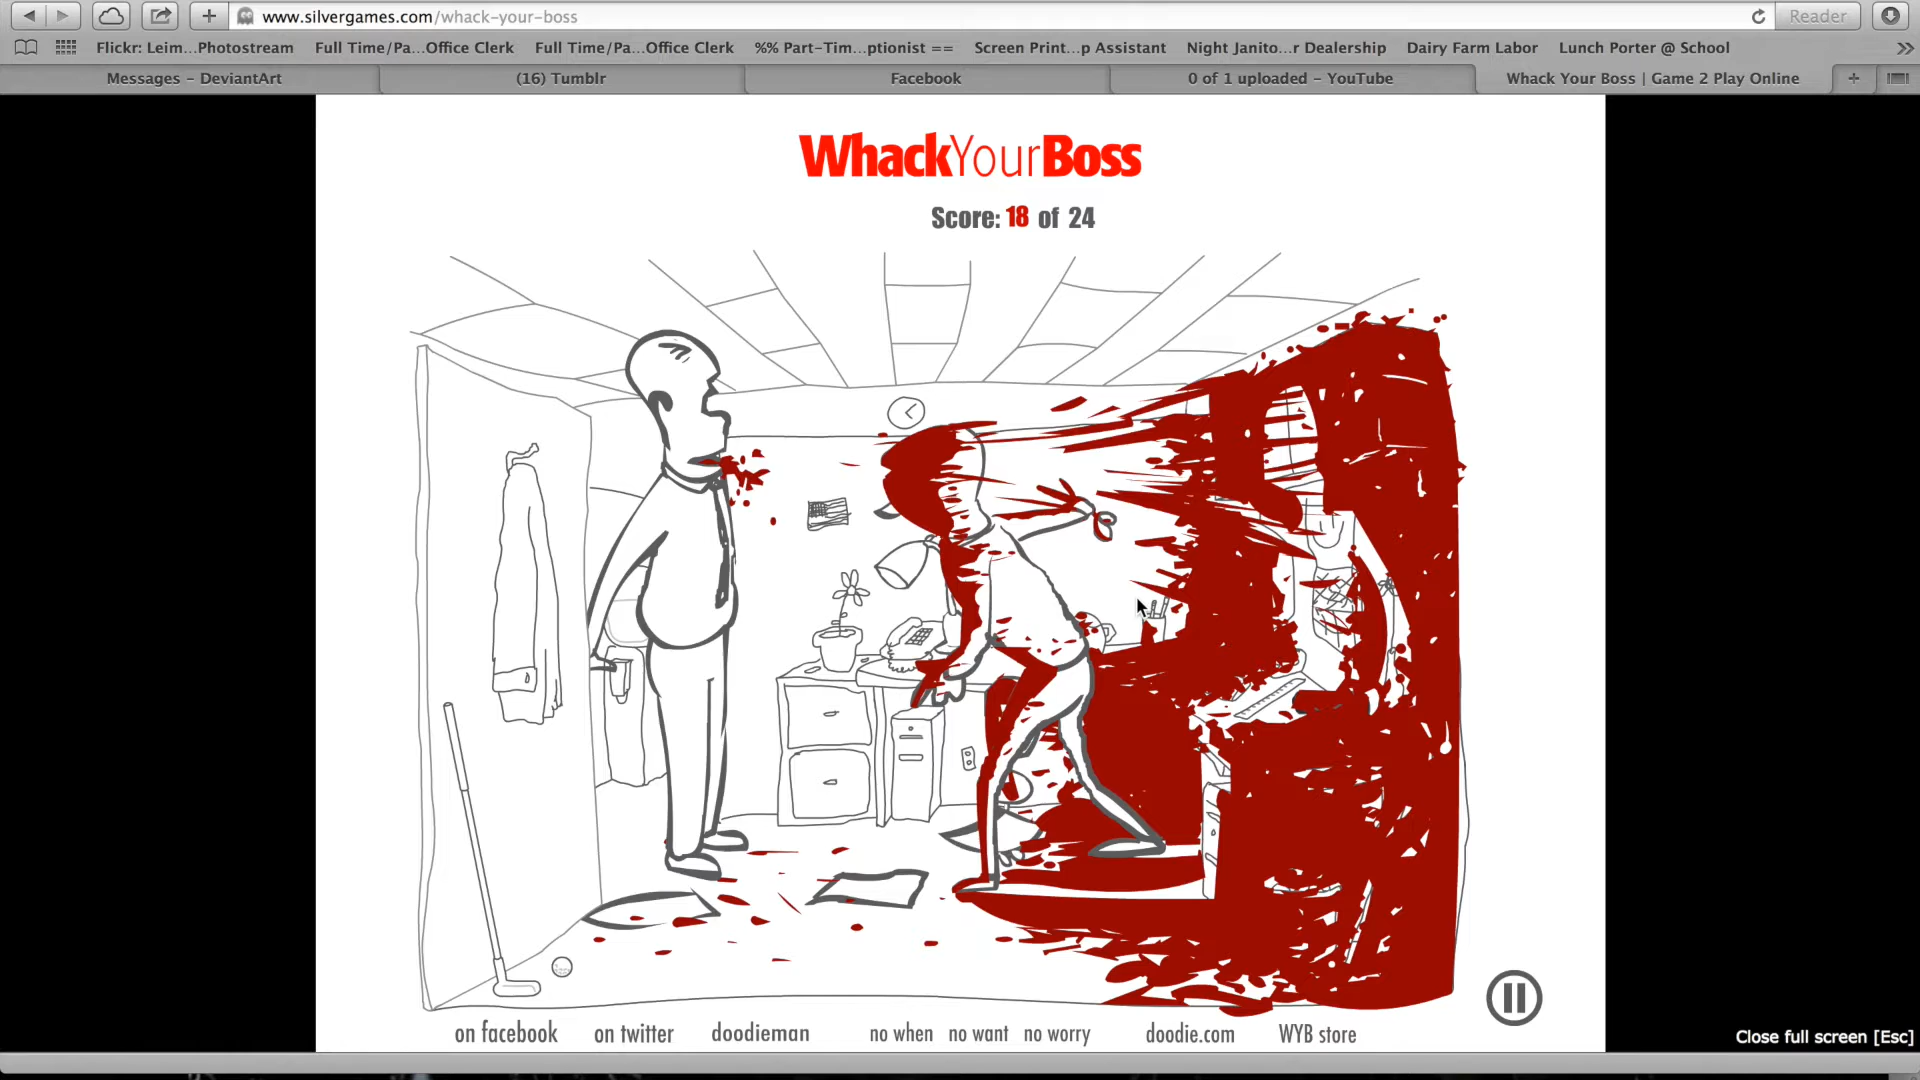 www.silvergames.com/whack-your-boss
Reader
Flickr: Leim...Photostream Full Time/Pa...Office Clerk Full Time/Pa...Office Clerk %% Part-Tim...ptionist == Screen Print...p Assistant Night Janito...r Dealership Dairy Farm Labor Lunch Porter @ School
Messages – DeviantArt (16) Tumblr Facebook 0 of 1 uploaded – YouTube Whack Your Boss | Game 2 Play Online
WhackYourBoss
Score: 18 of 24
on facebook on twitter doodieman no when no want no worry doodie.com WYB store
Close full screen [Esc]